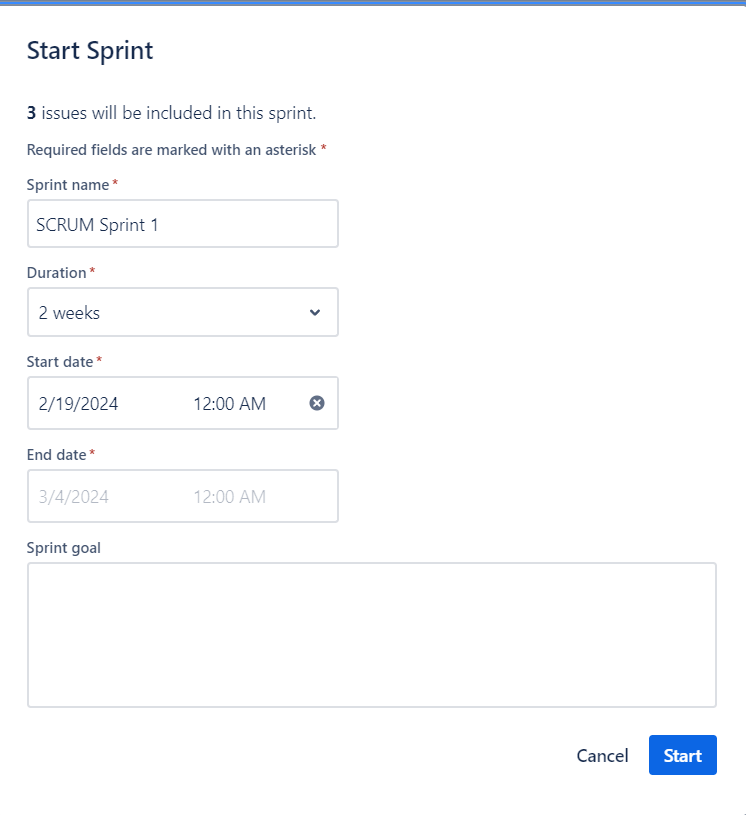 Start Sprint
3 issues will be included in this sprint.
Required fields are marked with an asterisk *
Sprint name *
SCRUM Sprint 1
Duration *
2 weeks
Start date *
2/19/2024 12:00 AM
End date *
3/4/2024 12:00 AM
Sprint goal
Cancel Start